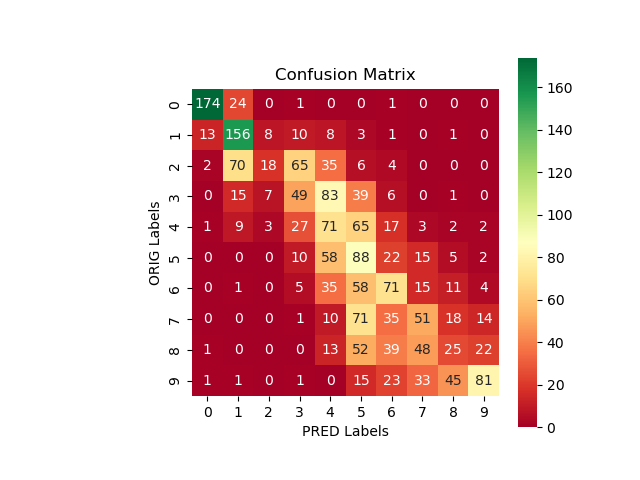 Confusion Matrix
ORIG Labels
0 174 24 0 1 0 0 1 0 0 0
1 13 156 8 10 8 3 1 0 1 0
2 2 70 18 65 35 6 4 0 0 0
3 0 15 7 49 83 39 6 0 1 0
4 1 9 3 27 71 65 17 3 2 2
5 0 0 0 10 58 88 22 15 5 2
6 0 1 0 5 35 58 71 15 11 4
7 0 0 0 1 10 71 35 51 18 14
8 1 0 0 0 13 52 39 48 25 22
9 1 1 0 1 0 15 23 33 45 81
0 1 2 3 4 5 6 7 8 9
PRED Labels
160
140
120
100
80
60
40
20
0